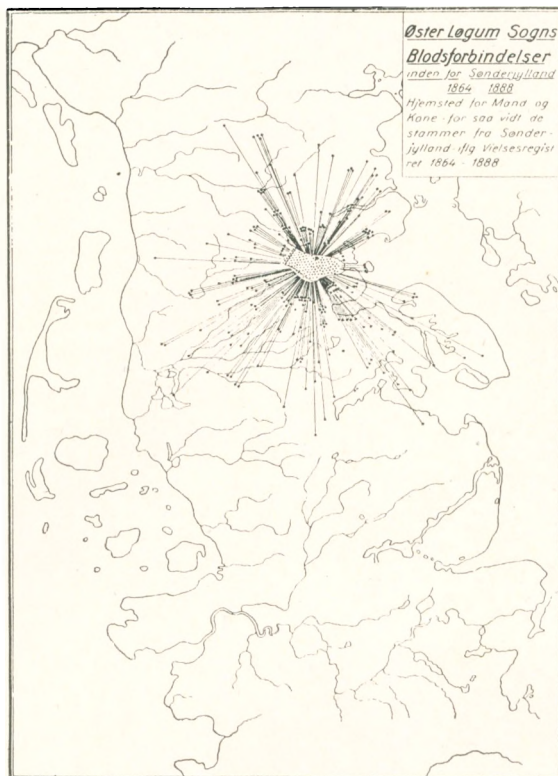 Øster Løgum Sogns
Blodsforbindelser
inden for Sønderjylland
1864 1888
Hjemsted for Mand og
Kone for saa vidt de
stammer fra Sønder-
jylland iflg Vielsesregist
ret 1864 - 1888